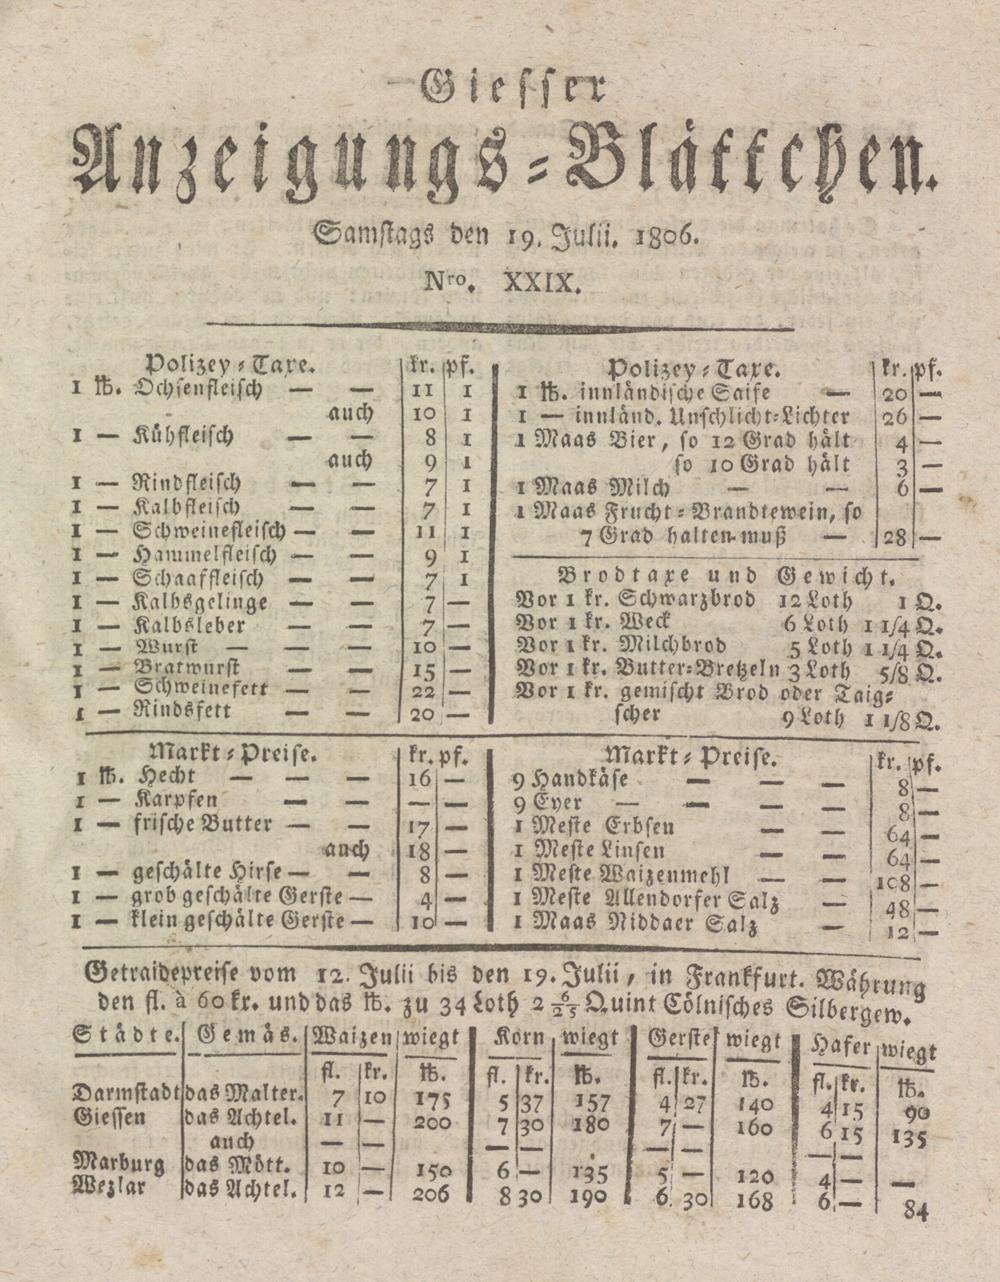 Giesser
Anzeigungs-Blättchen.
Samstags den 19. Julii. 1806.
Nro. XXIX.
Polizey-Taxe. kr. pf.
1 ℔. Ochsenfleisch — — 11 1
auch 10 1
1 — Kühfleisch — — 8 1
auch 9 1
1 — Rindfleisch — — 7 1
1 — Kalbfleisch — — 7 1
1 — Schweinefleisch — — 11 1
1 — Hammelfleisch — — 9 1
1 — Schaaffleisch — — 7 1
1 — Kalbsgelinge — — 7 —
1 — Kalbsleber — — 7 —
1 — Wurst — — — 10 —
1 — Bratwurst — — 15 —
1 — Schweinefett — — 22 —
1 — Rindsfett — — 20 —
Polizey-Taxe. kr. pf.
1 ℔. innländische Saife — 20 —
1 — innländ. Unschlicht-Lichter 26 —
1 Maas Bier, so 12 Grad hält 4 —
so 10 Grad hält 3 —
1 Maas Milch — — 6 —
1 Maas Frucht-Brandtewein, so
7 Grad halten muß — 28 —
Brodtaxe und Gewicht.
Vor 1 kr. Schwarzbrod 12 Loth 1 Q.
Vor 1 kr. Weck 6 Loth 1 1/4 Q.
Vor 1 kr. Milchbrod 5 Loth 1 1/4 Q.
Vor 1 kr. Butter-Bretzeln 3 Loth 5/8 Q.
Vor 1 kr. gemischt Brod oder Taig-
scher 9 Loth 1 1/8 Q.
Markt-Preise. kr. pf.
1 ℔. Hecht — — — 16 —
1 — Karpfen — — — —
1 — frische Butter — — 17 —
auch 18 —
1 — geschälte Hirse — — 8 —
1 — grob geschälte Gerste — 4 —
1 — klein geschälte Gerste — 10 —
Markt-Preise. kr. pf.
9 Handkäse — — — 8 —
9 Eyer — — — — 8 —
1 Meste Erbsen — — 64 —
1 Meste Linsen — — 64 —
1 Meste Waizenmehl — — 108 —
1 Meste Allendorfer Salz — 48 —
1 Maas Niddaer Salz — 12 —
Getraidepreise vom 12. Julii bis den 19. Julii, in Frankfurt. Währung
den fl. à 60 kr. und das ℔. zu 34 Loth 2 6/25 Quint Cölnisches Silbergew.
Städte. Gemäs. Waizen wiegt Korn wiegt Gerste wiegt Hafer wiegt
fl. kr. ℔. fl. kr. ℔. fl. kr. ℔. fl. kr. ℔.
Darmstadt das Malter. 7 10 175 5 37 157 4 27 140 4 15 90
Giessen das Achtel. 11 — 200 7 30 180 7 — 160 6 15 135
auch — — — — — — — —
Marburg das Mött. 10 — 150 6 — 135 5 — 120 4 — —
Wezlar das Achtel. 12 — 206 8 30 190 6 30 168 6 — 84